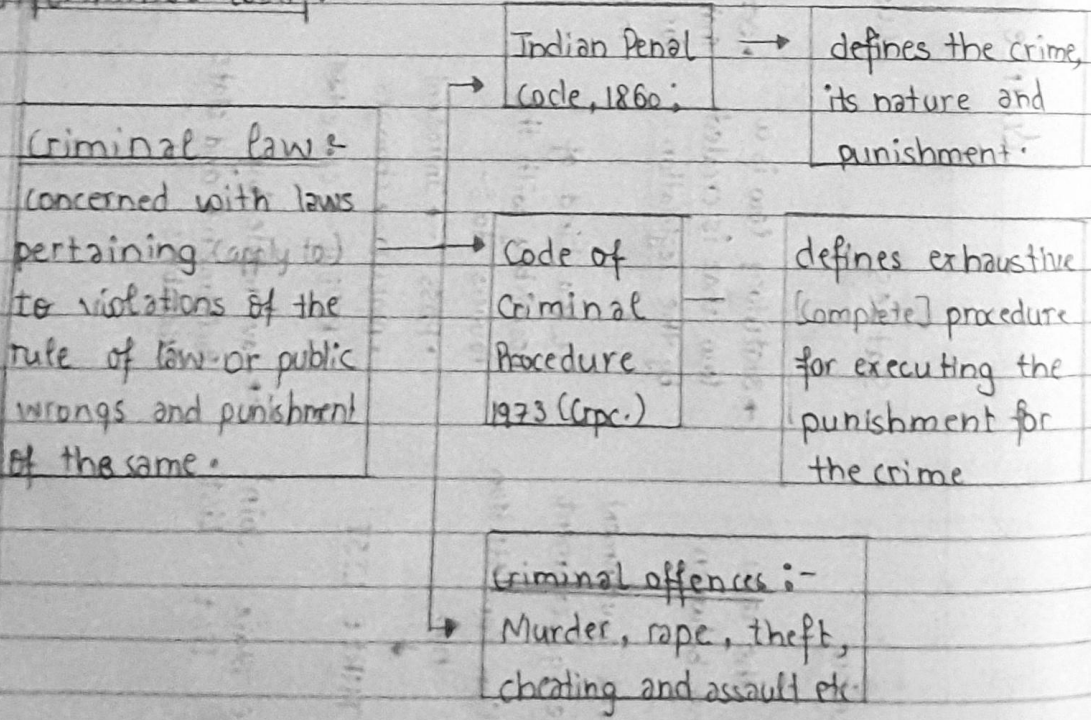 Indian Penal
Code, 1860;
defines the crime,
its nature and
punishment.
Criminal laws
concerned with laws
pertaining (apply to)
to violations of the
rule of law or public
wrongs and punishment
of the same.
Code of
Criminal
Procedure
1973 (Crpc.)
defines exhaustive
[complete] procedure
for executing the
punishment for
the crime
Criminal offences :-
Murder, rape, theft,
cheating and assault etc.